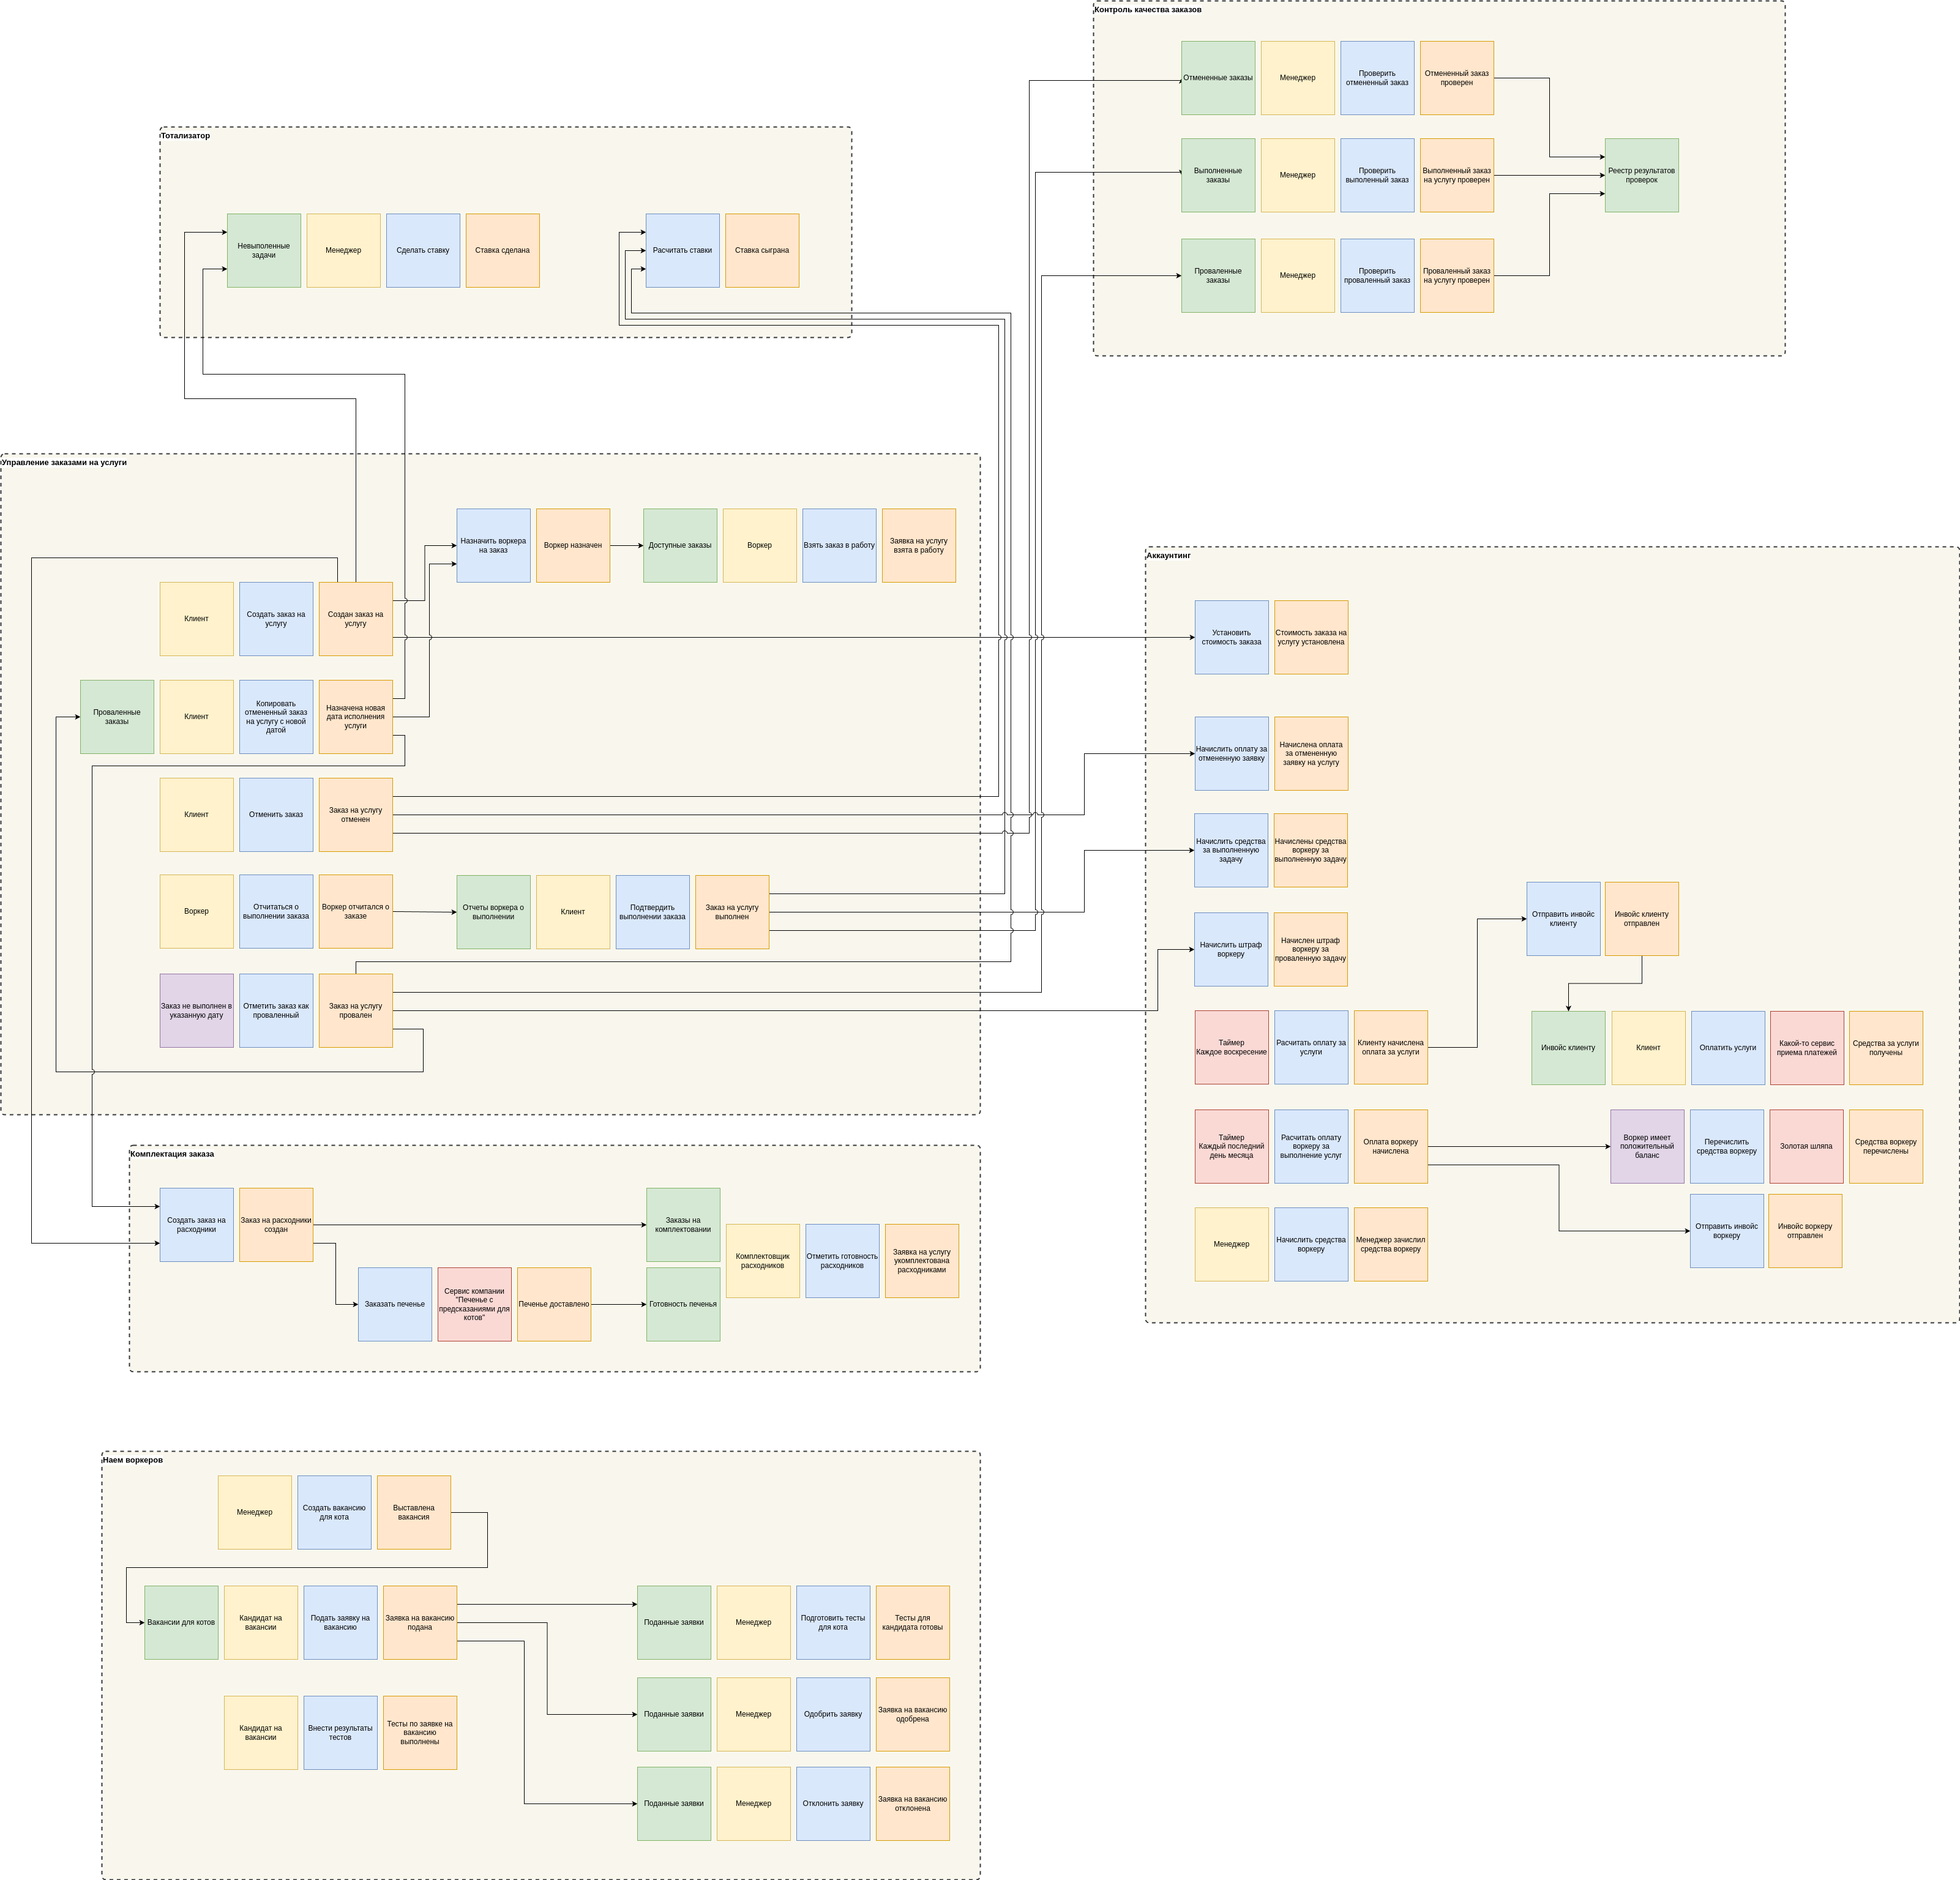 Контроль качества заказов
Отмененные заказы
Менеджер
Проверить
отмененный заказ
Отмененный заказ
проверен
Выполненные
заказы
Менеджер
Проверить
выполенный заказ
Выполненный заказ
на услугу проверен
Реестр результатов
проверок
Проваленные
заказы
Менеджер
Проверить
проваленный заказ
Проваленный заказ
на услугу проверен
Тотализатор
Невыполенные
задачи
Менеджер
Сделать ставку
Ставка сделана
Расчитать ставки
Ставка сыграна
Управление заказами на услуги
Назначить воркера
на заказ
Воркер назначен
Доступные заказы
Воркер
Взять заказ в работу
Заявка на услугу
взята в работу
Клиент
Создать заказ на
услугу
Создан заказ на
услугу
Проваленные
заказы
Клиент
Копировать
отмененный заказ
на услугу с новой
датой
Назначена новая
дата исполнения
услуги
Клиент
Отменить заказ
Заказ на услугу
отменен
Воркер
Отчитаться о
выполнении заказа
Воркер отчитался о
заказе
Отчеты воркера о
выполнении
Клиент
Подтвердить
выполнении заказа
Заказ на услугу
выполнен
Заказ не выполнен в
указанную дату
Отметить заказ как
проваленный
Заказ на услугу
провален
Аккаунтинг
Установить
стоимость заказа
Стоимость заказа на
услугу установлена
Начислить оплату за
отмененную заявку
Начислена оплата
за отмененную
заявку на услугу
Начислить средства
за выполненную
задачу
Начислены средства
воркеру за
выполненную задачу
Начислить штраф
воркеру
Начислен штраф
воркеру за
проваленную задачу
Отправить инвойс
клиенту
Инвойс клиенту
отправлен
Таймер
Каждое воскресение
Расчитать оплату за
услуги
Клиенту начислена
оплата за услуги
Инвойс клиенту
Клиент
Оплатить услуги
Какой-то сервис
приема платежей
Средства за услуги
получены
Таймер
Каждый последний
день месяца
Расчитать оплату
воркеру за
выполнение услуг
Оплата воркеру
начислена
Воркер имеет
положительный
баланс
Перечислить
средства воркеру
Золотая шляпа
Средства воркеру
перечислены
Менеджер
Начислить средства
воркеру
Менеджер зачислил
средства воркеру
Отправить инвойс
воркеру
Инвойс воркеру
отправлен
Комплектация заказа
Создать заказ на
расходники
Заказ на расходники
создан
Заказы на
комплектовании
Комплектовщик
расходников
Отметить готовность
расходников
Заявка на услугу
укомплектована
расходниками
Заказать печенье
Сервис компании
"Печенье с
предсказаниями для
котов"
Печенье доставлено
Готовность печенья
Наем воркеров
Менеджер
Создать вакансию
для кота
Выставлена
вакансия
Вакансии для котов
Кандидат на
вакансии
Подать заявку на
вакансию
Заявка на вакансию
подана
Поданные заявки
Менеджер
Подготовить тесты
для кота
Тесты для
кандидата готовы
Кандидат на
вакансии
Внести результаты
тестов
Тесты по заявке на
вакансию
выполнены
Поданные заявки
Менеджер
Одобрить заявку
Заявка на вакансию
одобрена
Поданные заявки
Менеджер
Отклонить заявку
Заявка на вакансию
отклонена